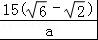 15(√6 - √2)
a